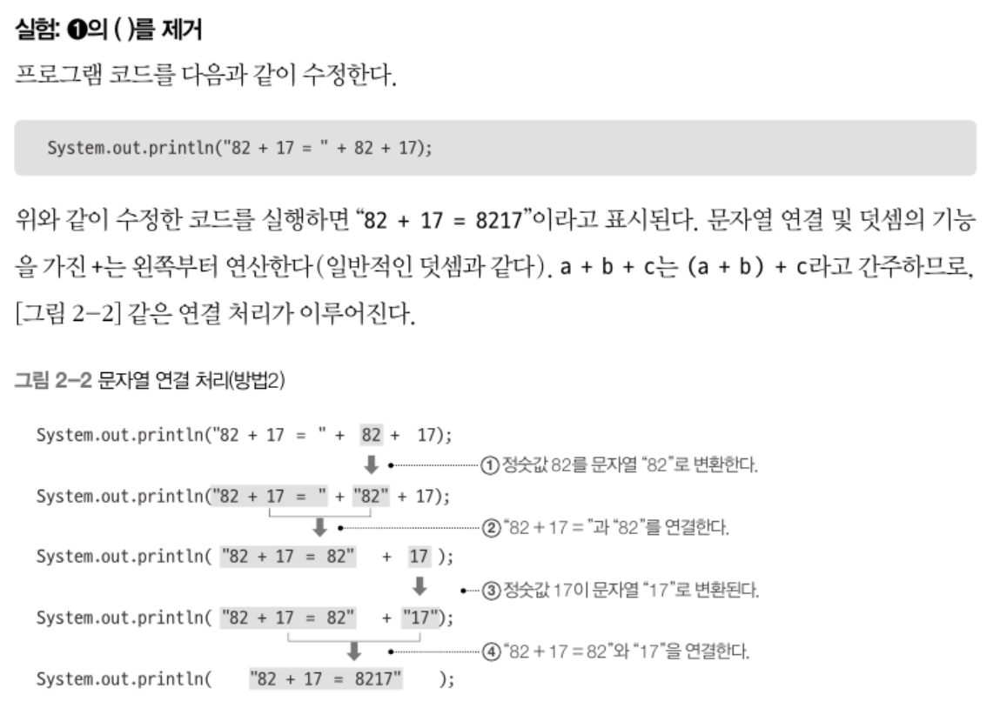 실험: ❶의 ( )를 제거
프로그램 코드를 다음과 같이 수정한다.
System.out.println("82 + 17 = " + 82 + 17);
위와 같이 수정한 코드를 실행하면 “82 + 17 = 8217”이라고 표시된다. 문자열 연결 및 덧셈의 기능
을 가진 +는 왼쪽부터 연산한다(일반적인 덧셈과 같다). a + b + c는 (a + b) + c라고 간주하므로,
[그림 2-2] 같은 연결 처리가 이루어진다.
그림 2-2 문자열 연결 처리(방법2)
System.out.println("82 + 17 = " + 82 + 17);
① 정숫값 82를 문자열 “82”로 변환한다.
System.out.println("82 + 17 = " + "82" + 17);
② “82 + 17 = ”과 “82”를 연결한다.
System.out.println( "82 + 17 = 82" + 17 );
③ 정숫값 17이 문자열 “17”로 변환된다.
System.out.println( "82 + 17 = 82" + "17");
④ “82 + 17 = 82”와 “17”을 연결한다.
System.out.println( "82 + 17 = 8217" );